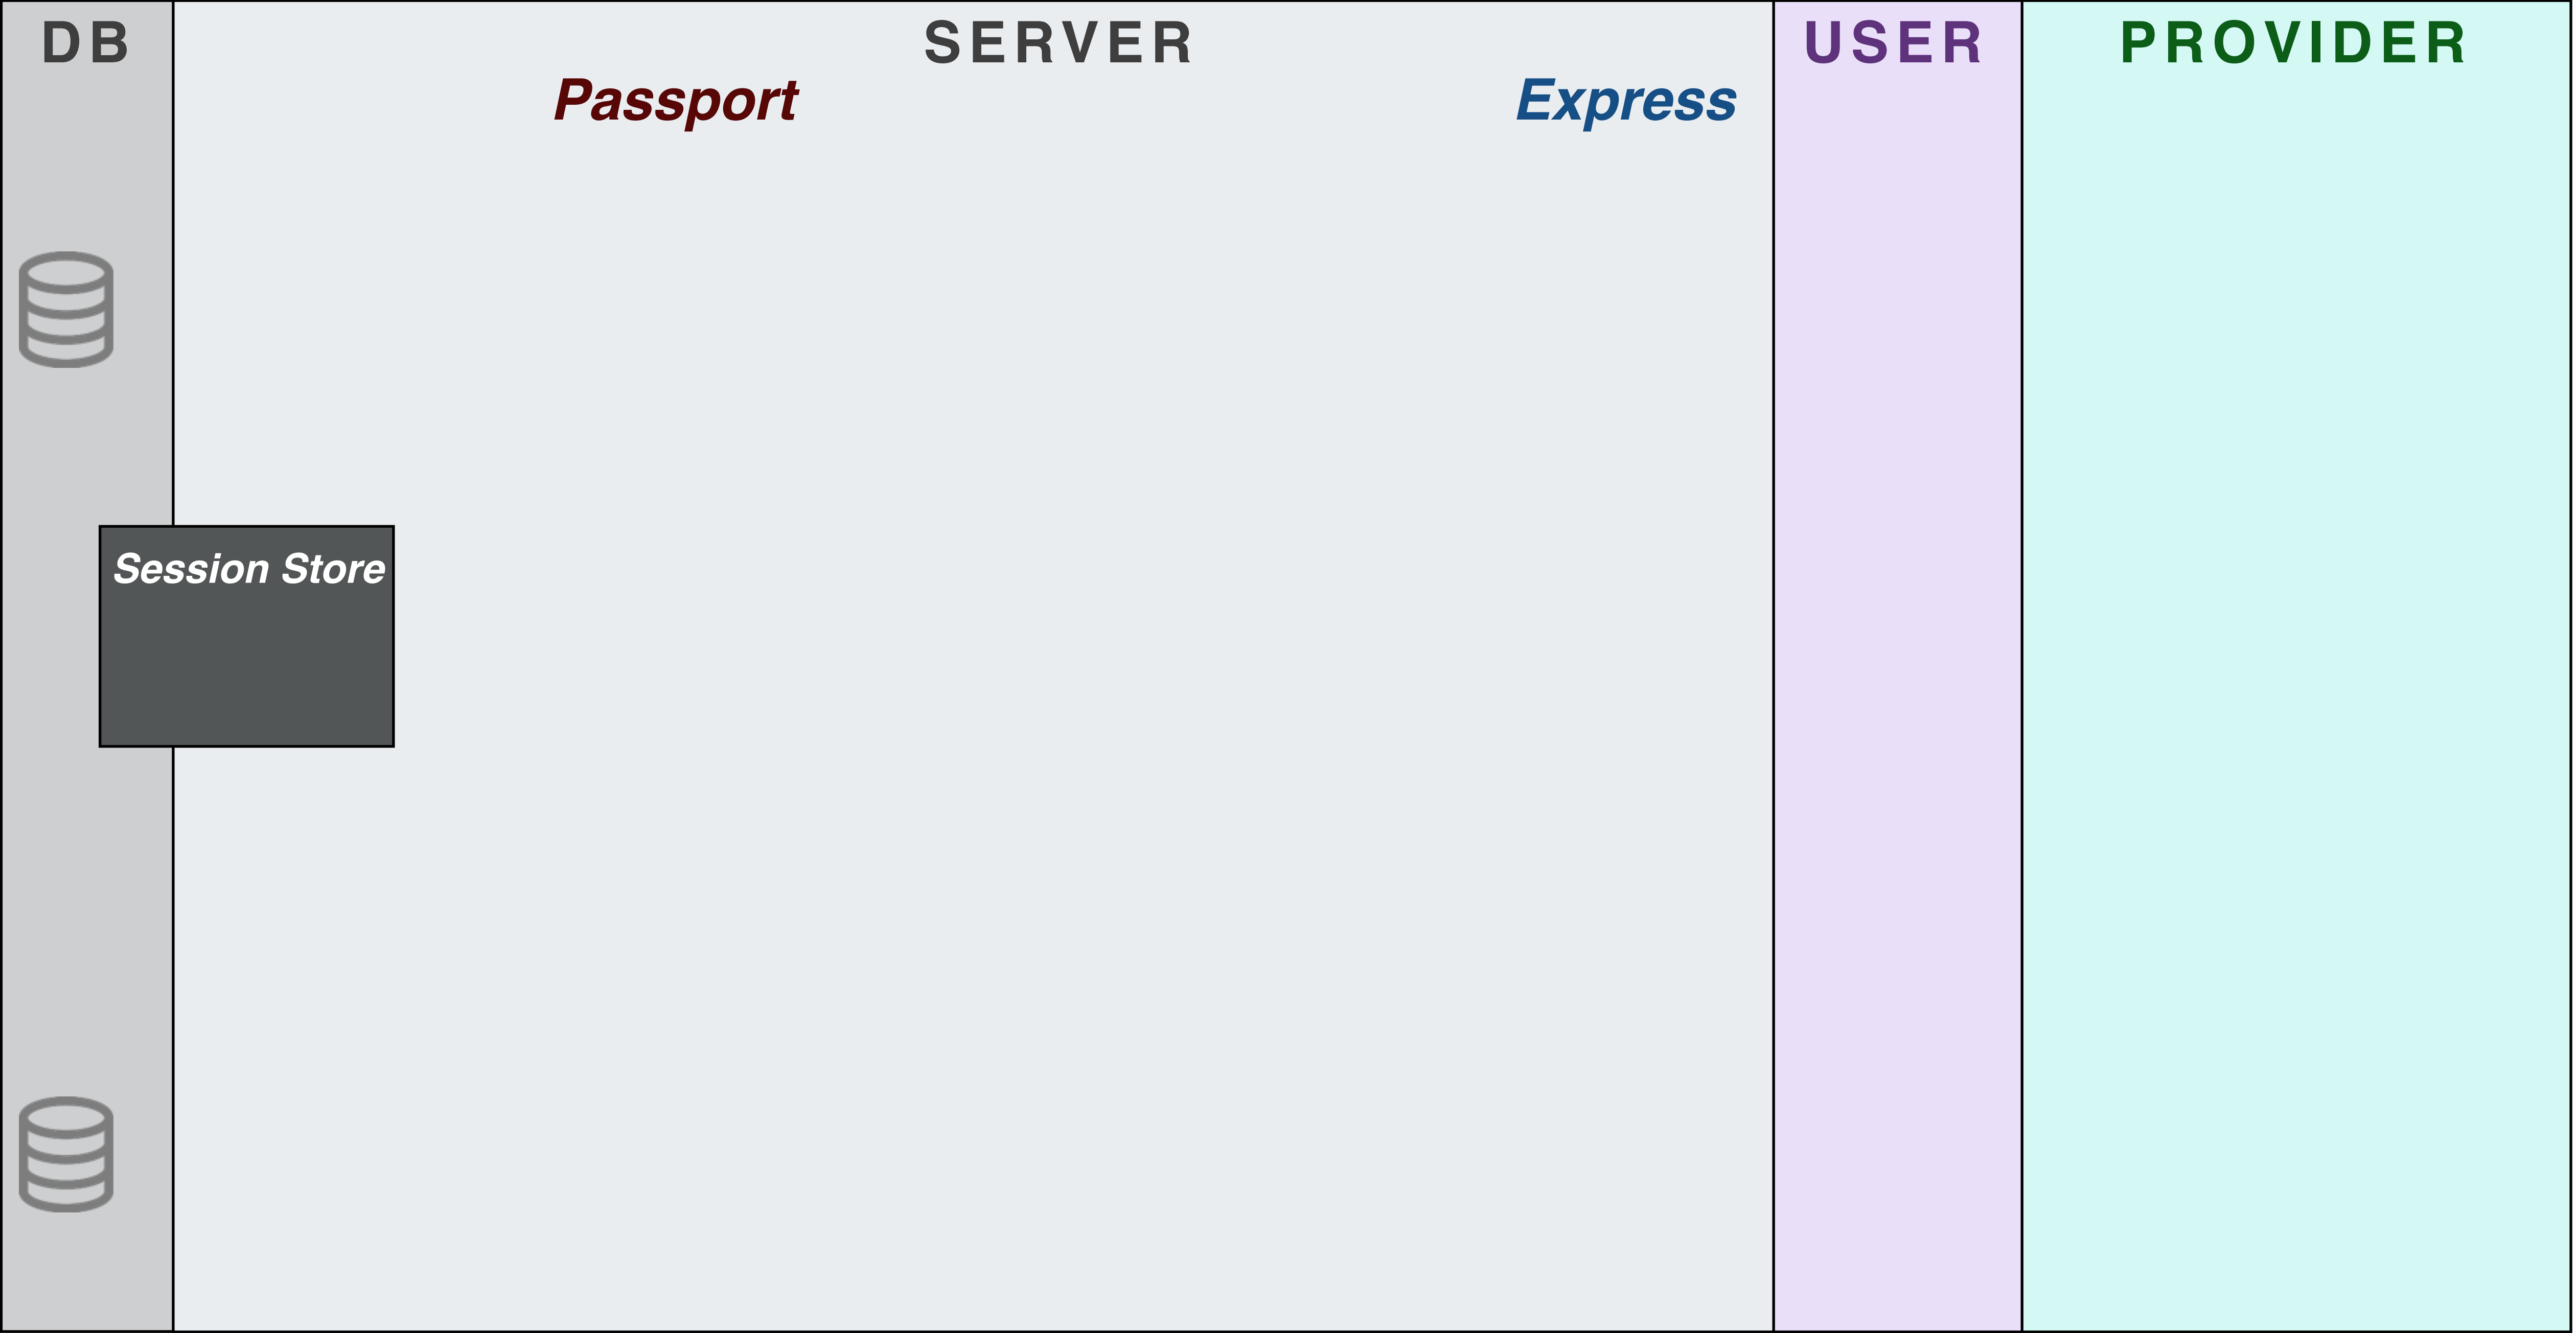 DB
SERVER
USER
PROVIDER
Passport
Express
Session Store